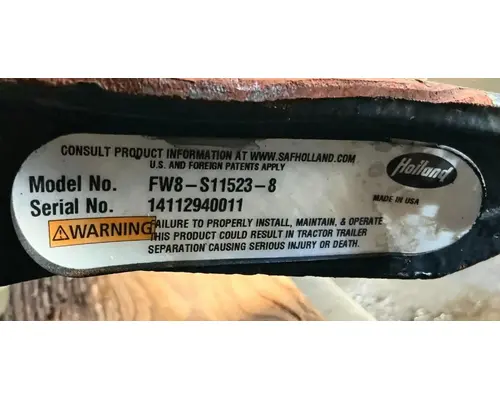 CONSULT PRODUCT INFORMATION AT WWW.SAFHOLLAND.COM
U.S. AND FOREIGN PATENTS APPLY
Holland
Model No. FW8-S11523-8
MADE IN USA
Serial No. 14112940011
WARNING
FAILURE TO PROPERLY INSTALL, MAINTAIN, & OPERATE
THIS PRODUCT COULD RESULT IN TRACTOR TRAILER
SEPARATION CAUSING SERIOUS INJURY OR DEATH.